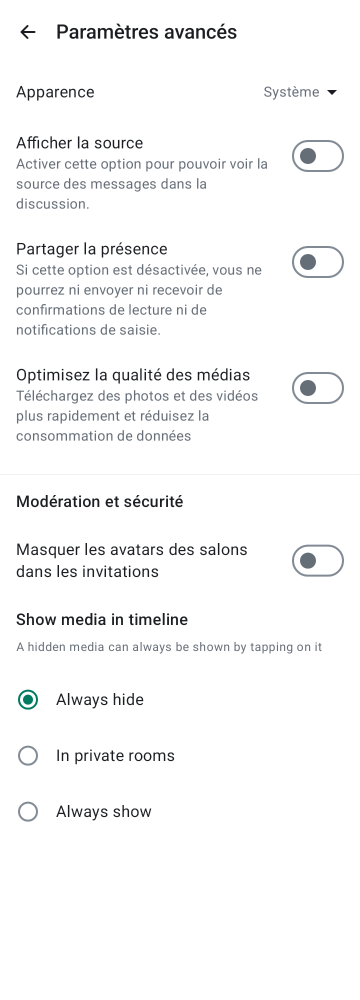 Paramètres avancés
Apparence
Système
Afficher la source
Activer cette option pour pouvoir voir la
source des messages dans la
discussion.
Partager la présence
Si cette option est désactivée, vous ne
pourrez ni envoyer ni recevoir de
confirmations de lecture ni de
notifications de saisie.
Optimisez la qualité des médias
Téléchargez des photos et des vidéos
plus rapidement et réduisez la
consommation de données
Modération et sécurité
Masquer les avatars des salons
dans les invitations
Show media in timeline
A hidden media can always be shown by tapping on it
Always hide
In private rooms
Always show